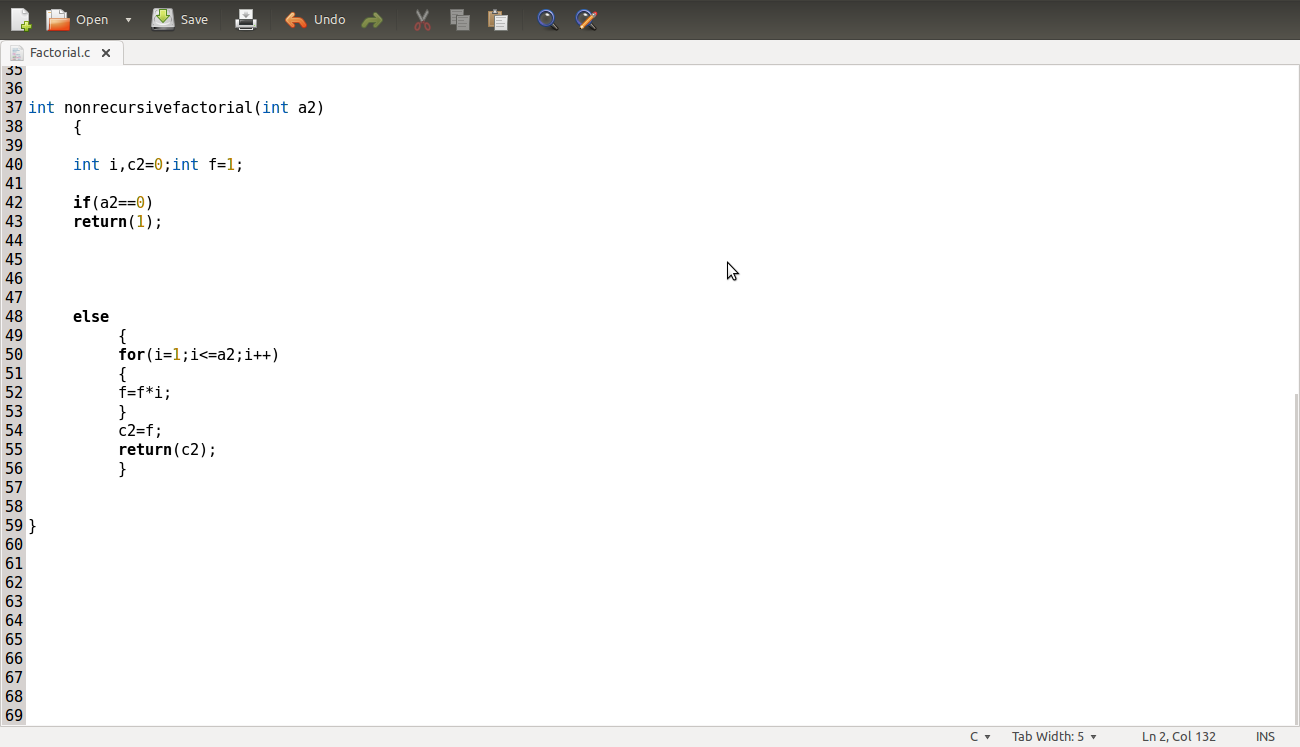 Open Save Undo
Factorial.c
35
36
37 int nonrecursivefactorial(int a2)
38 {
39
40 int i,c2=0;int f=1;
41
42 if(a2==0)
43 return(1);
44
45
46
47
48 else
49 {
50 for(i=1;i<=a2;i++)
51 {
52 f=f*i;
53 }
54 c2=f;
55 return(c2);
56 }
57
58
59 }
60
61
62
63
64
65
66
67
68
69
C Tab Width: 5 Ln 2, Col 132 INS